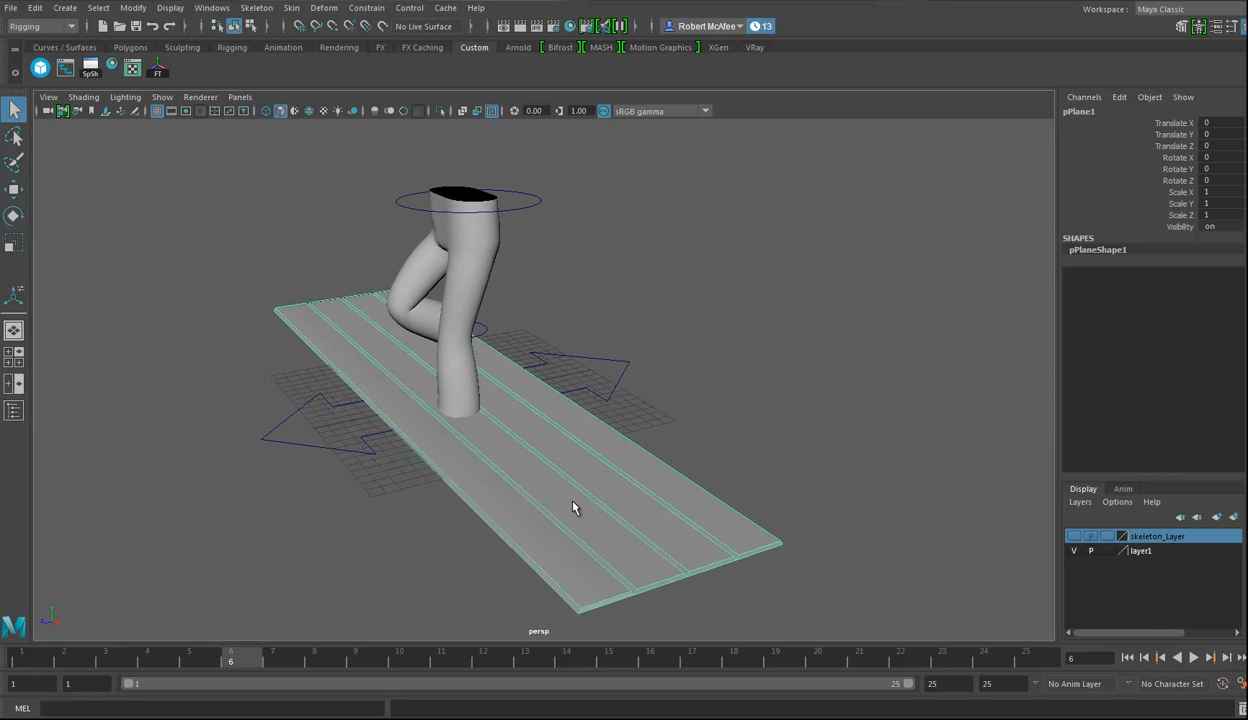 File Edit Create Select Modify Display Windows Skeleton Skin Deform Constrain Control Cache Help
Workspace : Maya Classic
Rigging No Live Surface Robert McAfee 13
Curves / Surfaces Polygons Sculpting Rigging Animation Rendering FX FX Caching Custom Arnold Bifrost MASH Motion Graphics XGen VRay
SpSh FT
View Shading Lighting Show Renderer Panels
0.00 1.00 sRGB gamma
Channels Edit Object Show
pPlane1
Translate X 0
Translate Y 0
Translate Z 0
Rotate X 0
Rotate Y 0
Rotate Z 0
Scale X 1
Scale Y 1
Scale Z 1
Visibility on
SHAPES
pPlaneShape1
Display Anim
Layers Options Help
P skeleton_Layer
V P layer1
persp
1 2 3 4 5 6 7 8 9 10 11 12 13 14 15 16 17 18 19 20 21 22 23 24 25
6
6
1 1 1 25 25 25 No Anim Layer No Character Set
MEL